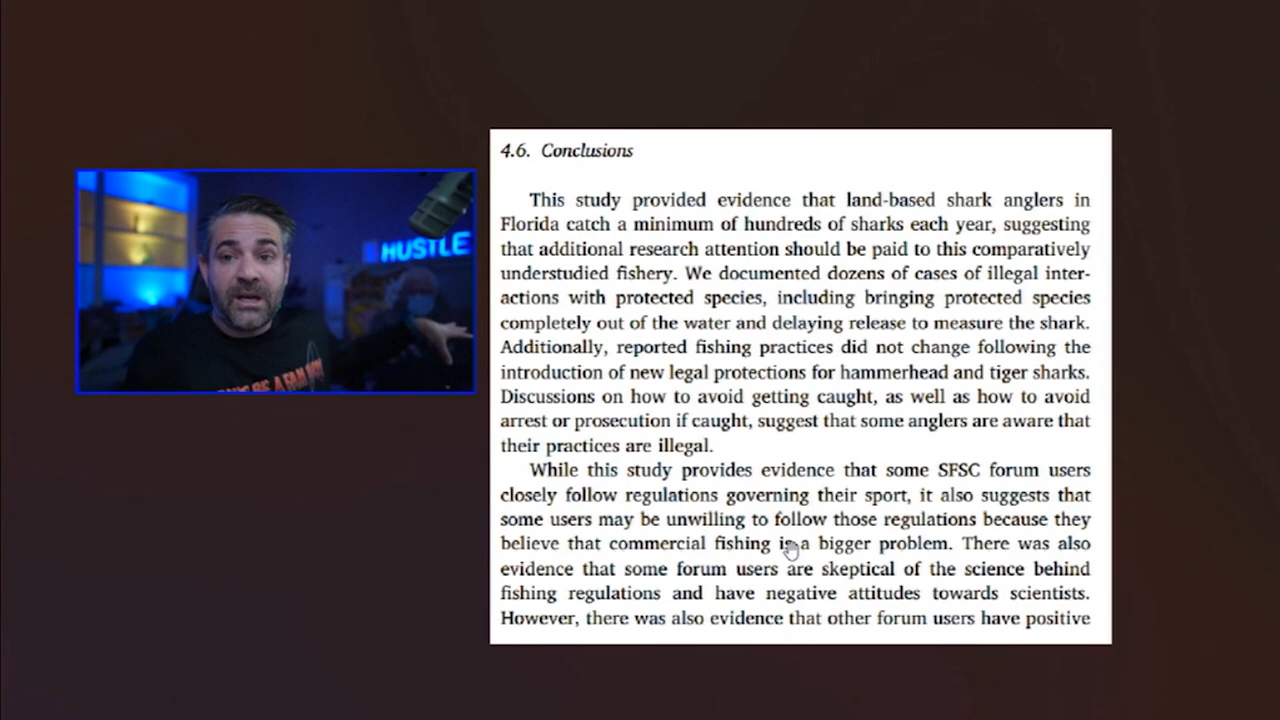 HUSTLE
4.6. Conclusions
This study provided evidence that land-based shark anglers in
Florida catch a minimum of hundreds of sharks each year, suggesting
that additional research attention should be paid to this comparatively
understudied fishery. We documented dozens of cases of illegal inter-
actions with protected species, including bringing protected species
completely out of the water and delaying release to measure the shark.
Additionally, reported fishing practices did not change following the
introduction of new legal protections for hammerhead and tiger sharks.
Discussions on how to avoid getting caught, as well as how to avoid
arrest or prosecution if caught, suggest that some anglers are aware that
their practices are illegal.
While this study provides evidence that some SFSC forum users
closely follow regulations governing their sport, it also suggests that
some users may be unwilling to follow those regulations because they
believe that commercial fishing is a bigger problem. There was also
evidence that some forum users are skeptical of the science behind
fishing regulations and have negative attitudes towards scientists.
However, there was also evidence that other forum users have positive